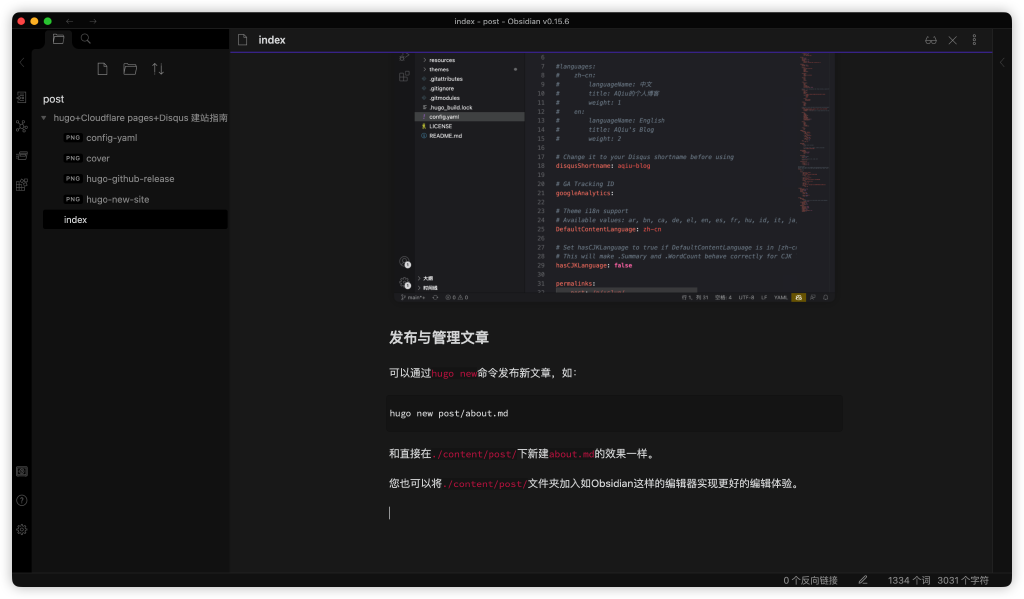 index - post - Obsidian v0.15.6
index
post
hugo+Cloudflare pages+Disqus 建站指南
PNG config-yaml
PNG cover
PNG hugo-github-release
PNG hugo-new-site
index
resources
themes
.gitattributes
.gitignore
.gitmodules
.hugo_build.lock
config.yaml
LICENSE
README.md
大纲
时间线
6
7 #languages:
8 # zh-cn:
9 # languageName: 中文
10 # title: AQiu的个人博客
11 # weight: 1
12 # en:
13 # languageName: English
14 # title: AQiu's Blog
15 # weight: 2
16
17 # Change it to your Disqus shortname before using
18 disqusShortname: aqiu-blog
19
20 # GA Tracking ID
21 googleAnalytics:
22
23 # Theme i18n support
24 # Available values: ar, bn, ca, de, el, en, es, fr, hu, id, it, ja
25 DefaultContentLanguage: zh-cn
26
27 # Set hasCJKLanguage to true if DefaultContentLanguage is in [zh-c
28 # This will make .Summary and .WordCount behave correctly for CJK
29 hasCJKLanguage: false
30
31 permalinks:
main*+ 0 0 行 1, 列 31 空格: 4 UTF-8 LF YAML
发布与管理文章
可以通过hugo new命令发布新文章，如：
hugo new post/about.md
和直接在./content/post/下新建about.md的效果一样。
您也可以将./content/post/文件夹加入如Obsidian这样的编辑器实现更好的编辑体验。
0 个反向链接 1334 个词 3031 个字符